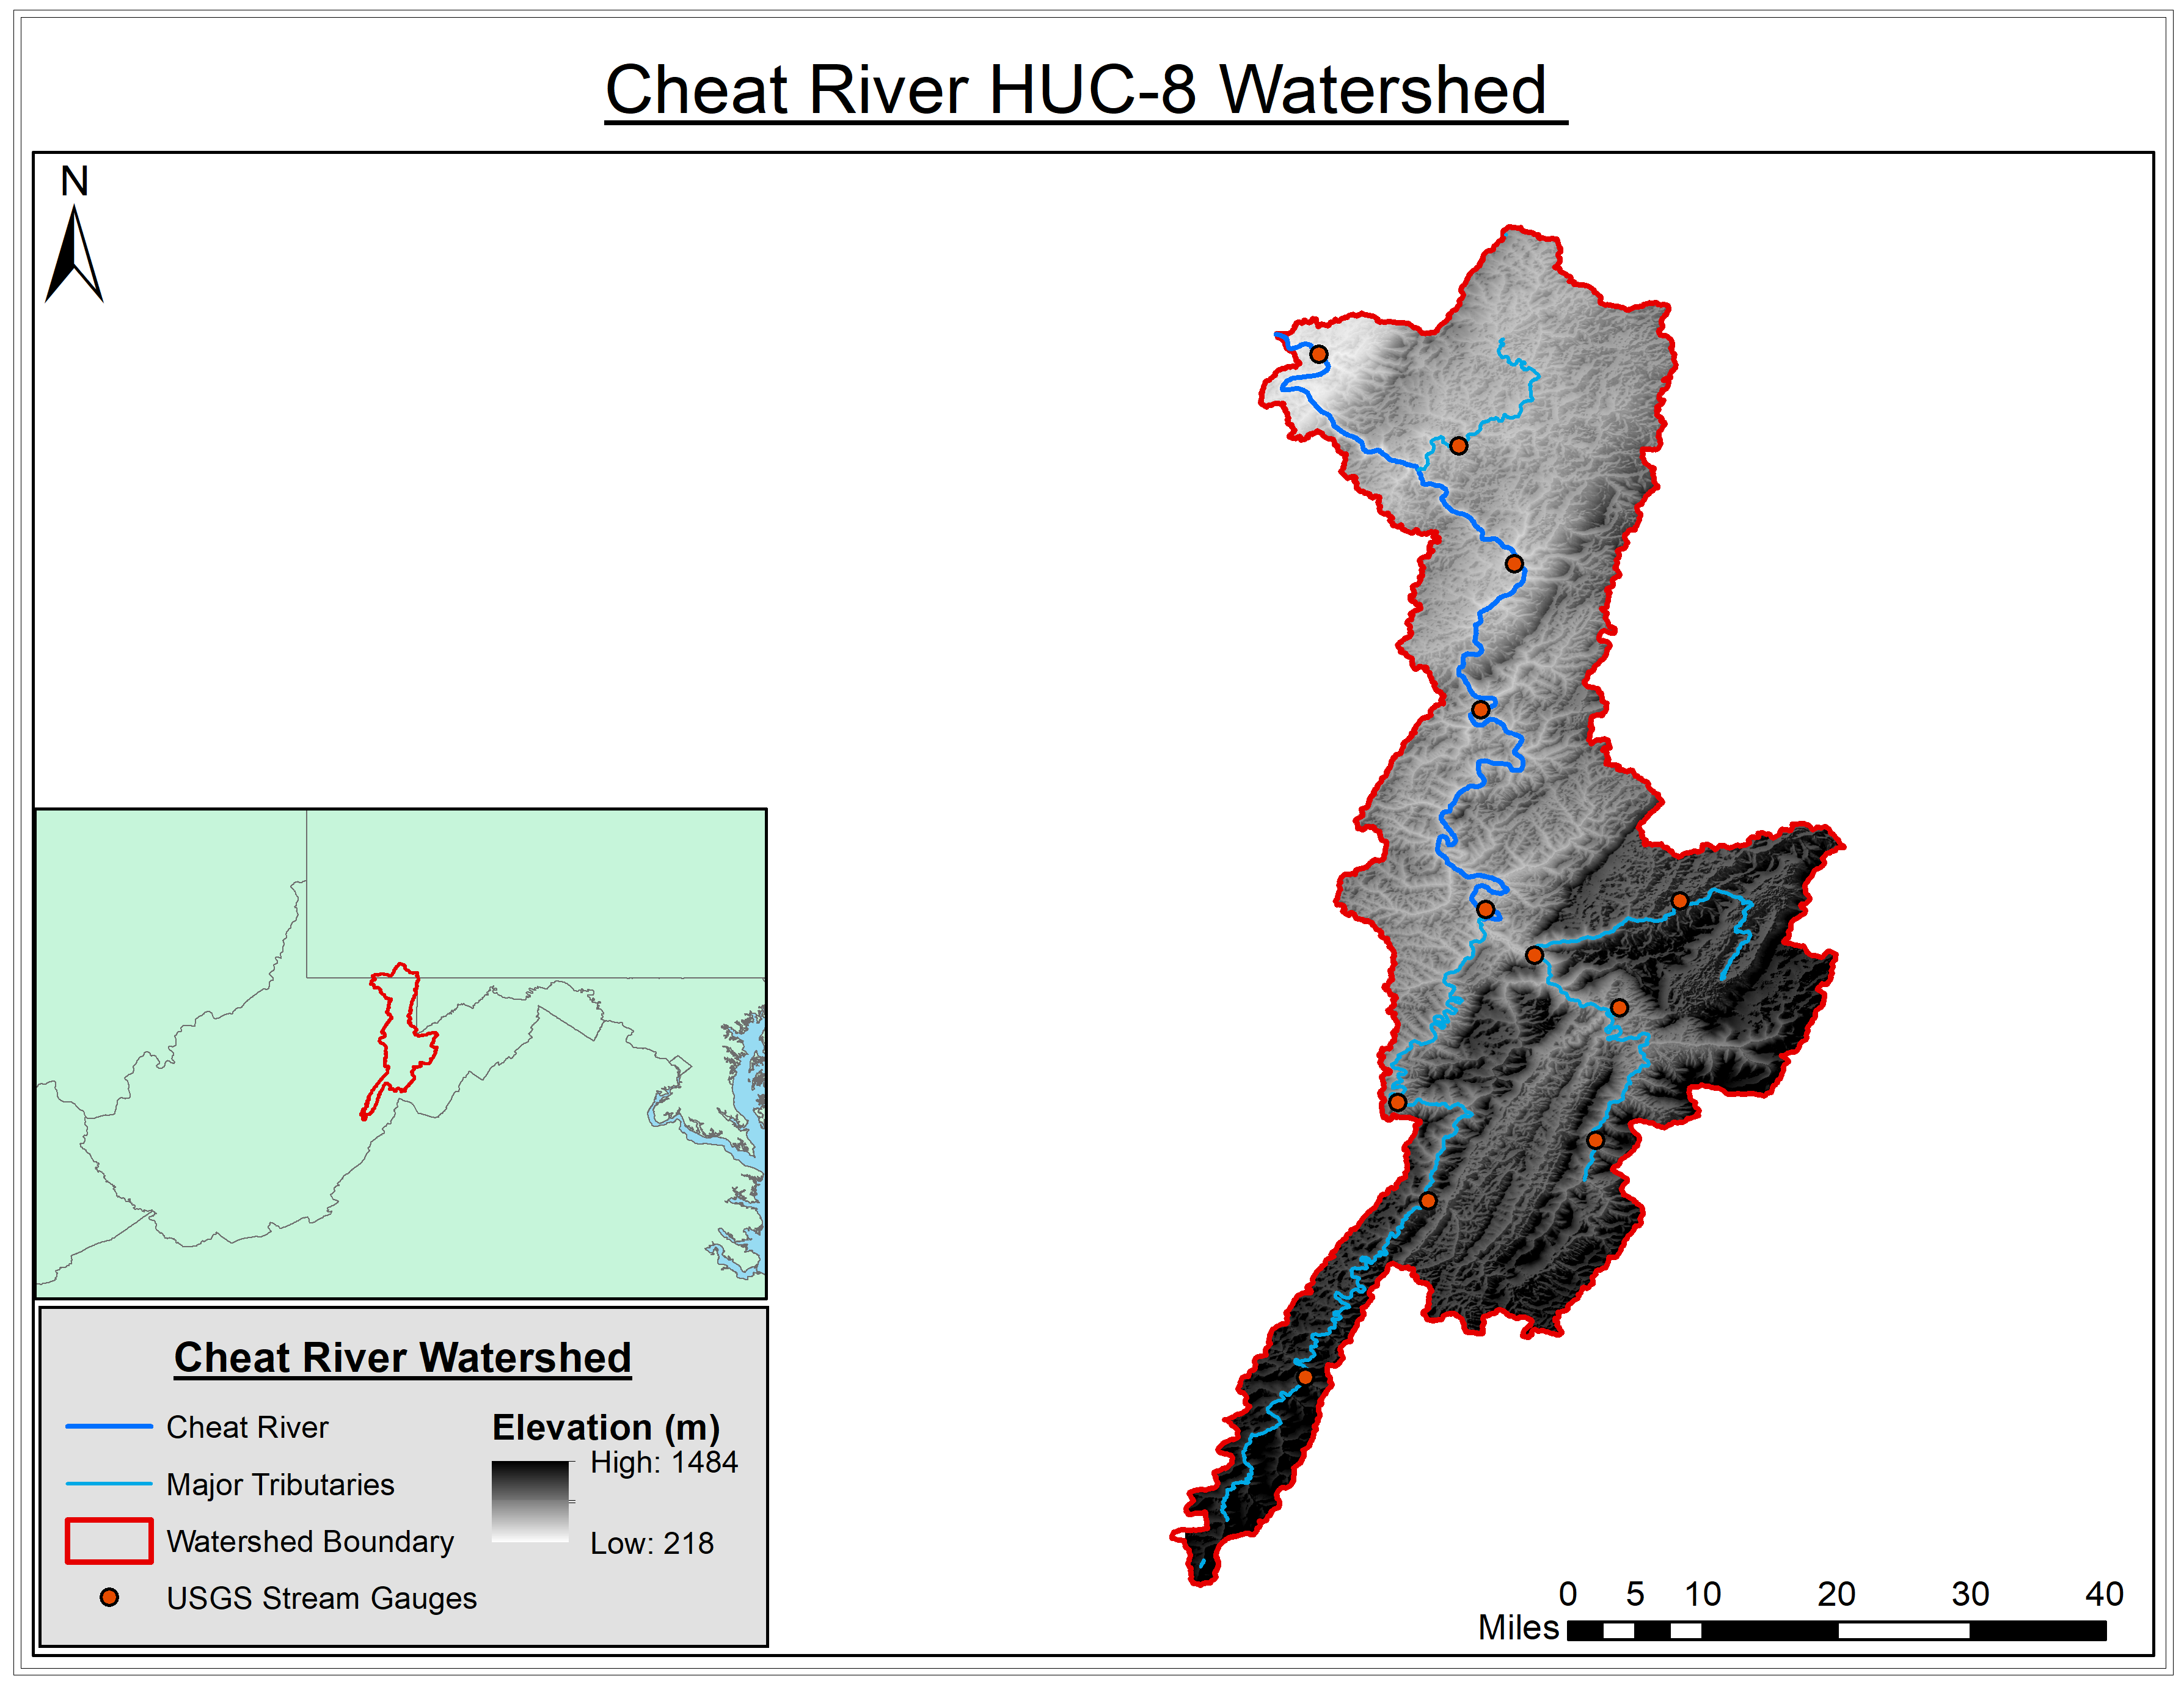 Cheat River HUC-8 Watershed
N
Cheat River Watershed
Cheat River
Major Tributaries
Watershed Boundary
USGS Stream Gauges
Elevation (m)
High: 1484
Low: 218
0 5 10 20 30 40
Miles